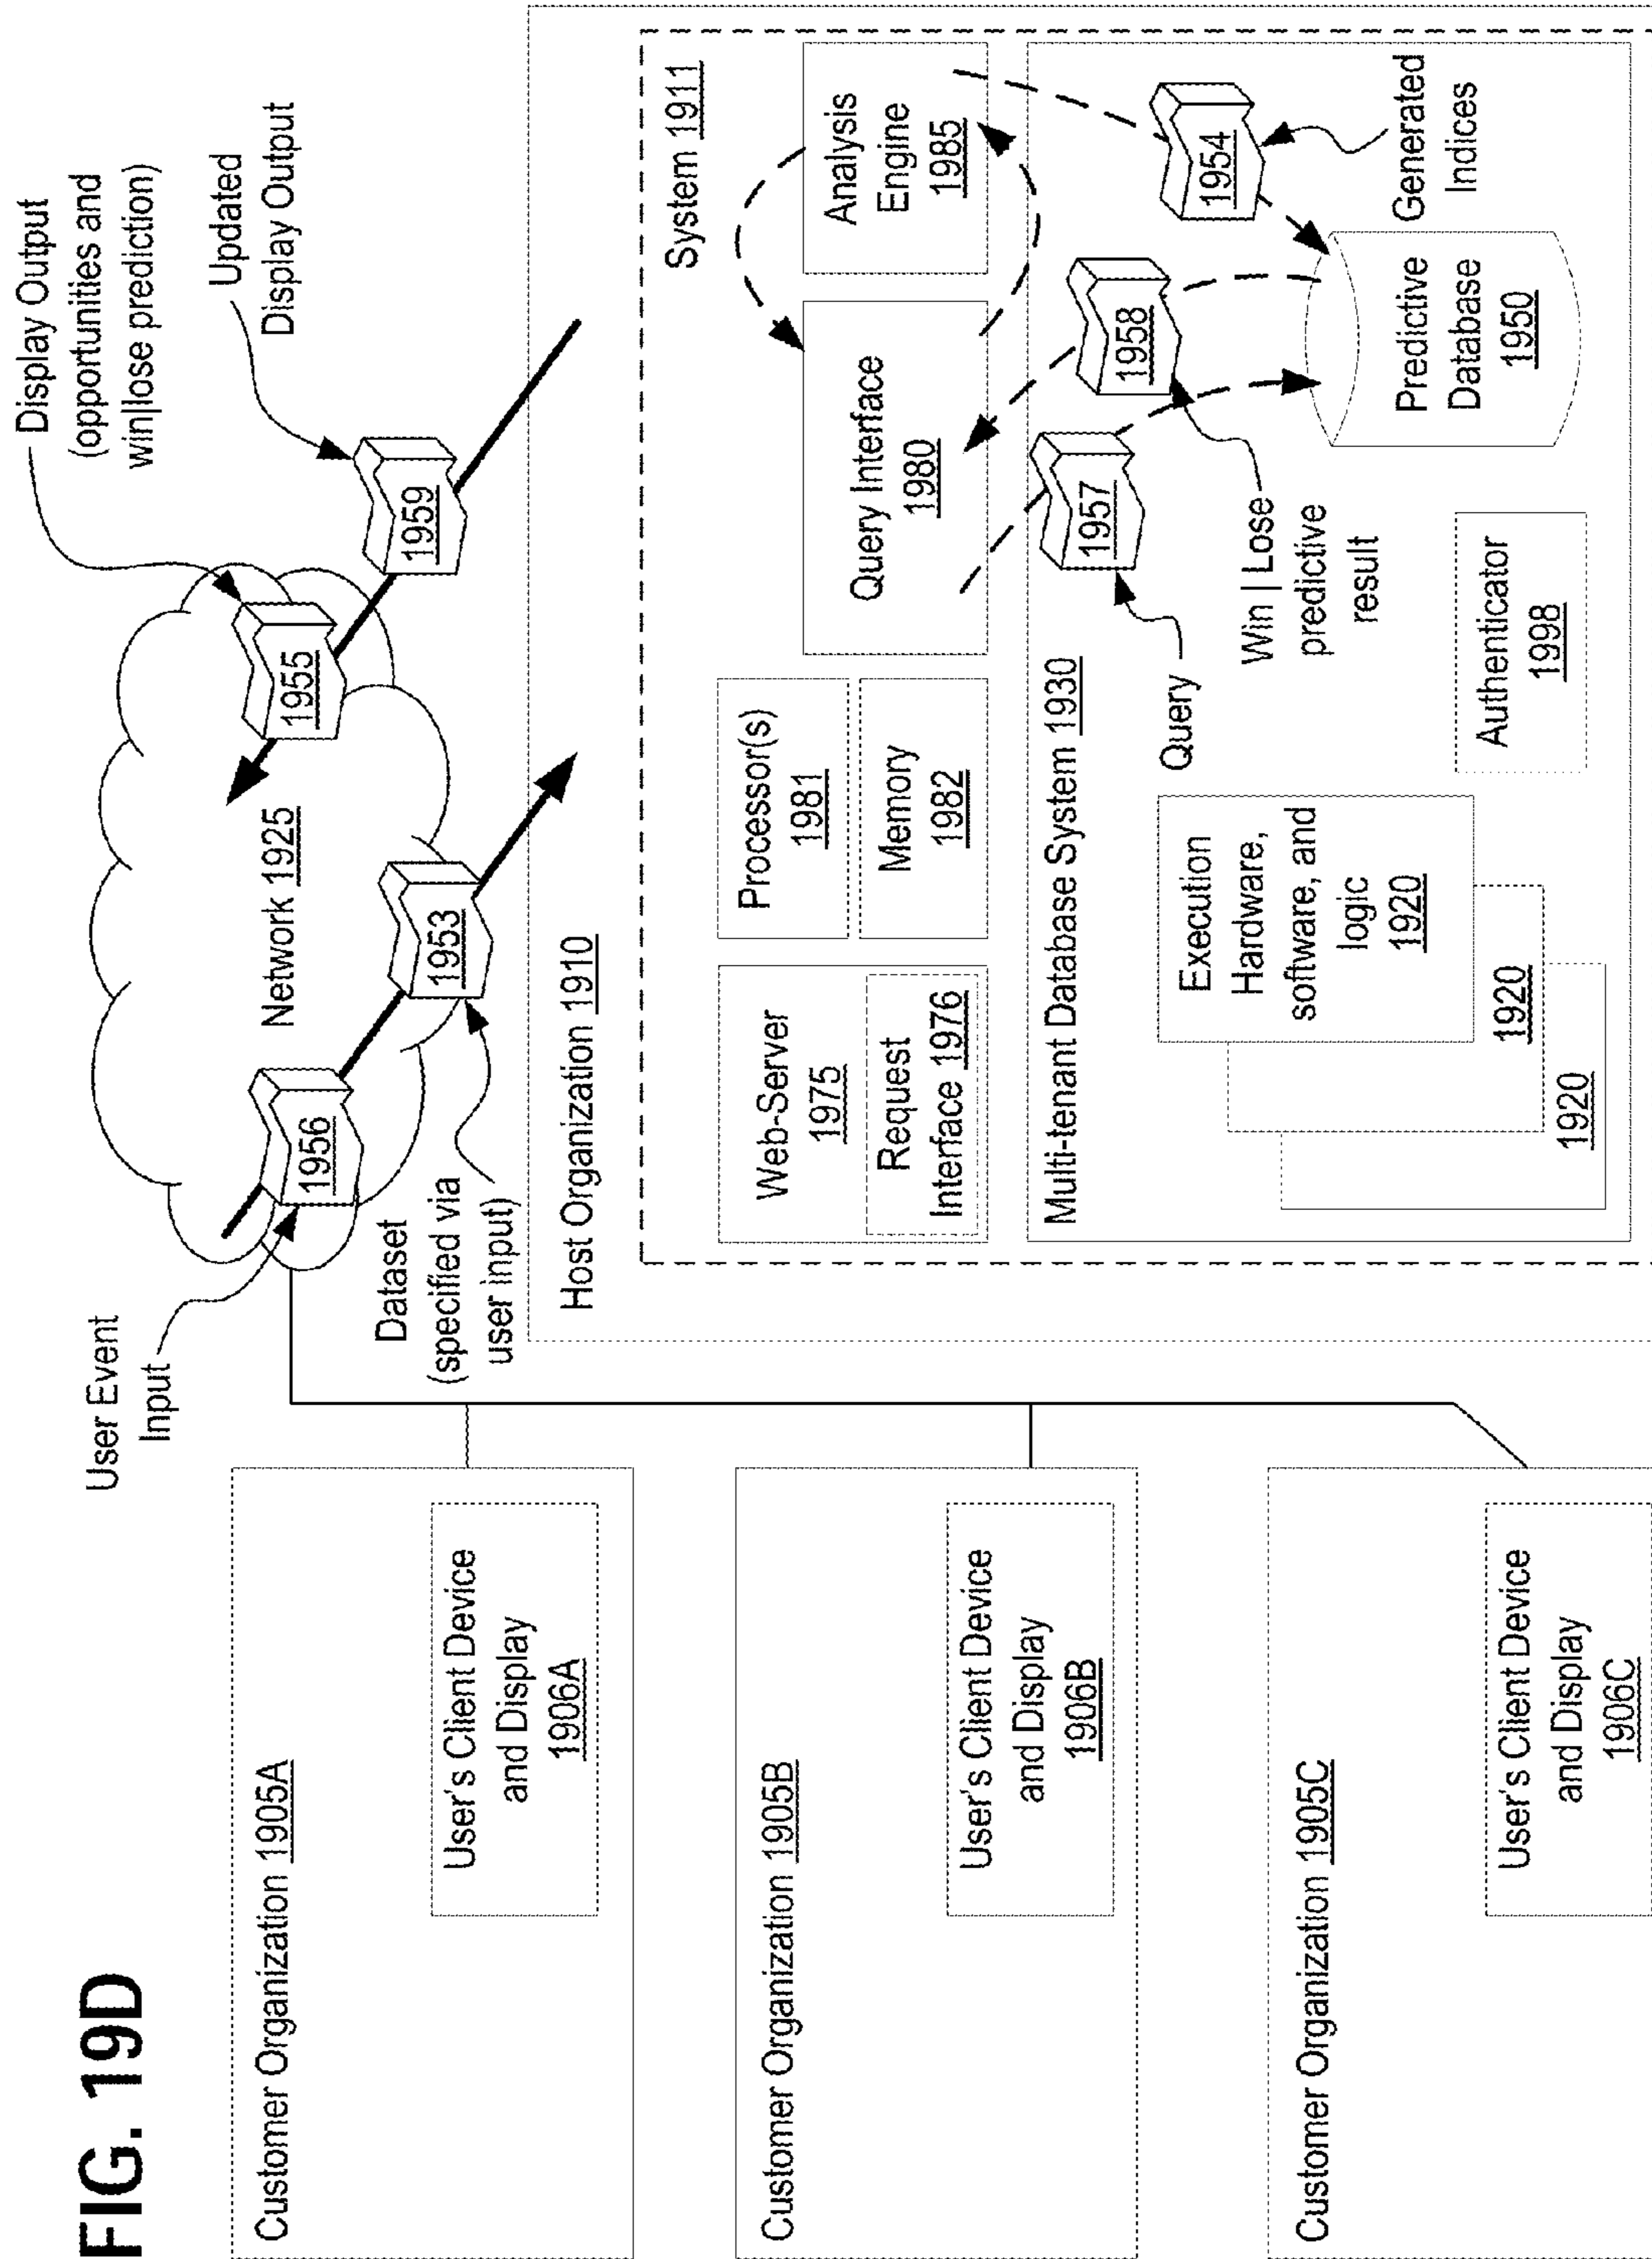 FIG. 19D
Customer Organization 1905A
User's Client Device
and Display
1906A
Customer Organization 1905B
User's Client Device
and Display
1906B
Customer Organization 1905C
User's Client Device
and Display
1906C
User Event
Input
1956
Dataset
(specified via
user input)
1953
Network 1925
1955
Display Output
(opportunities and
win|lose prediction)
1959
Updated
Display Output
Host Organization 1910
System 1911
Web-Server
1975
Request
Interface 1976
Processor(s)
1981
Memory
1982
Query Interface
1980
Analysis
Engine
1985
Multi-tenant Database System 1930
Query
1957
1958
1954
Win | Lose
predictive
result
Generated
Indices
Execution
Hardware,
software, and
logic
1920
1920
1920
Authenticator
1998
Predictive
Database
1950